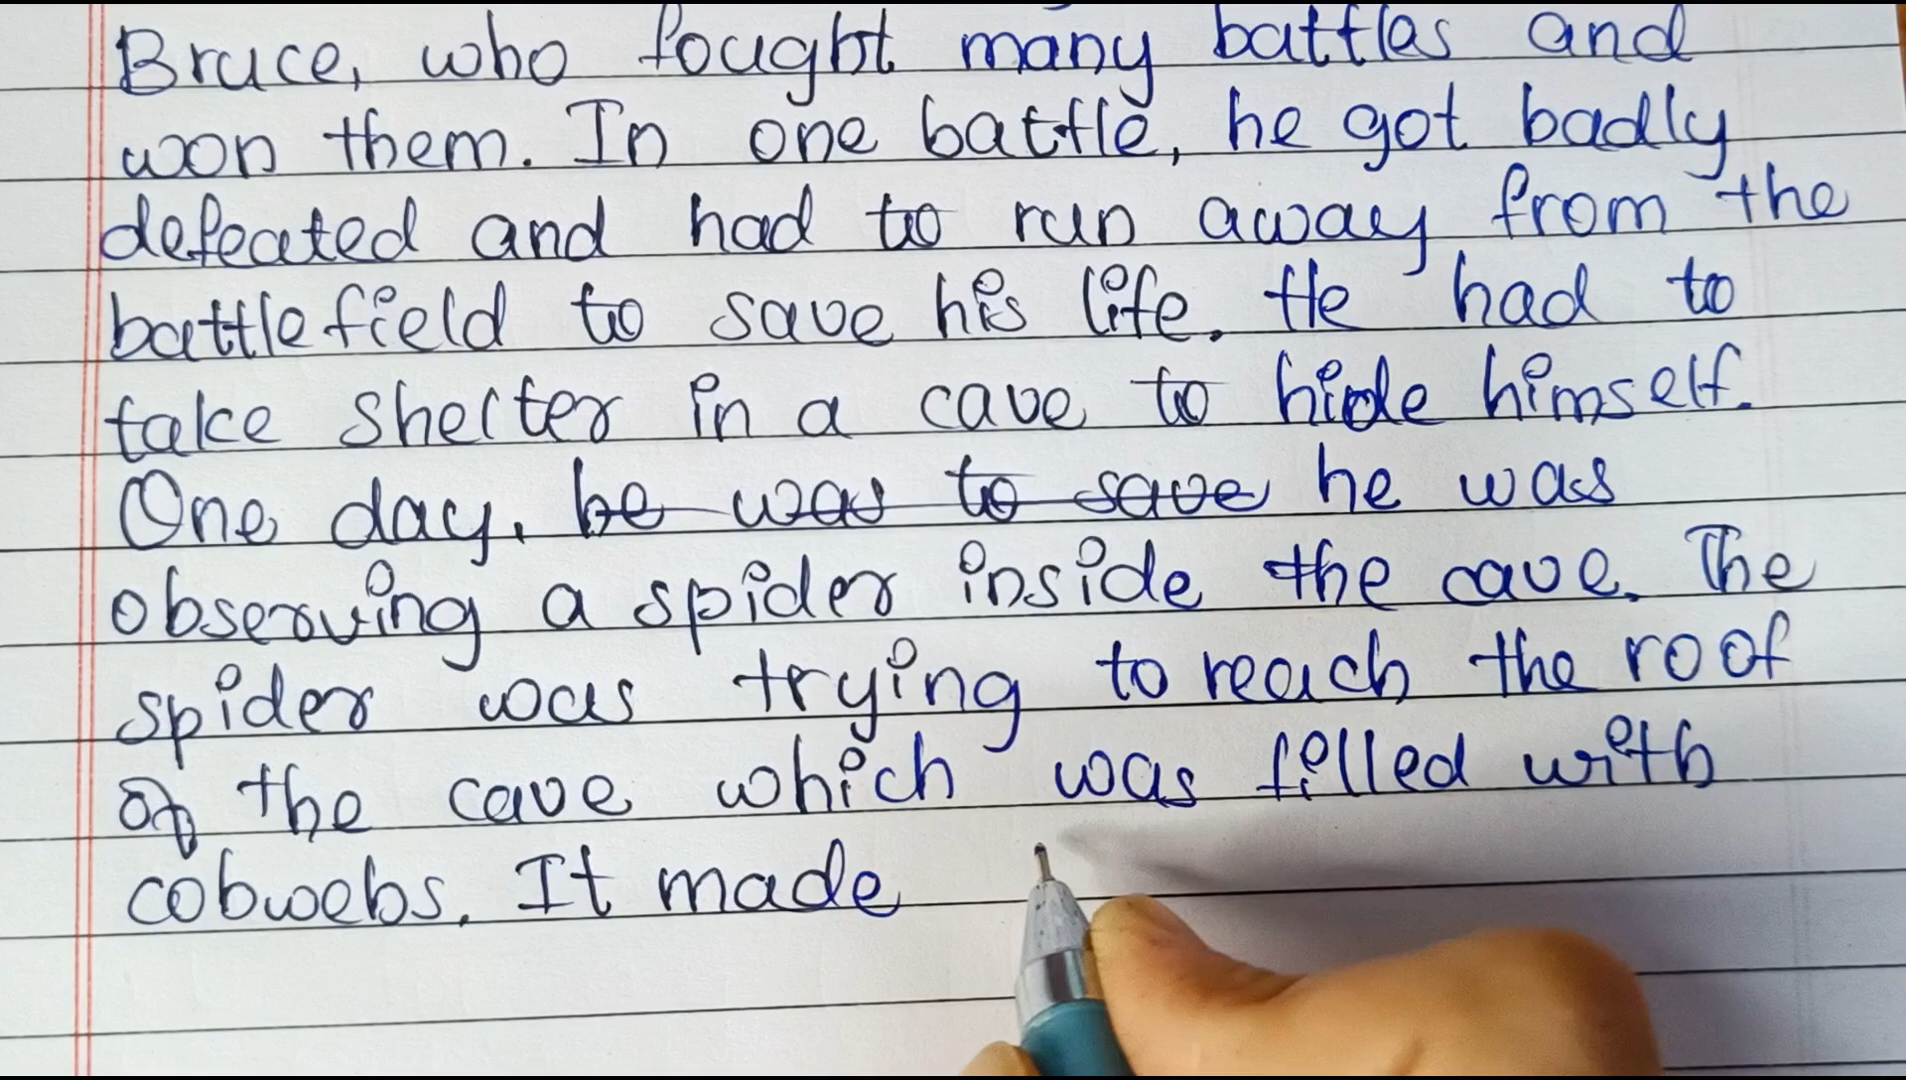 Bruce, who fought many battles and
won them. In one battle, he got badly
defeated and had to run away from the
battlefield to save his life. He had to
take shelter in a cave to hide himself.
One day, he was to save he was
observing a spider inside the cave. The
spider was trying to reach the roof
of the cave which was filled with
cobwebs. It made